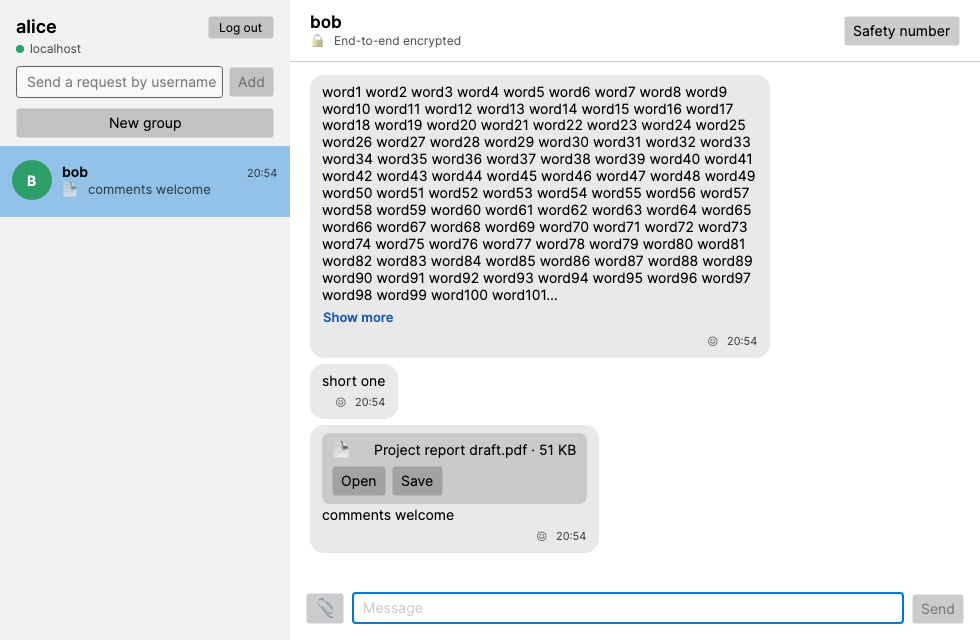 alice
Log out
localhost
Send a request by username
Add
New group
B
bob
20:54
comments welcome
bob
End-to-end encrypted
Safety number
word1 word2 word3 word4 word5 word6 word7 word8 word9
word10 word11 word12 word13 word14 word15 word16 word17
word18 word19 word20 word21 word22 word23 word24 word25
word26 word27 word28 word29 word30 word31 word32 word33
word34 word35 word36 word37 word38 word39 word40 word41
word42 word43 word44 word45 word46 word47 word48 word49
word50 word51 word52 word53 word54 word55 word56 word57
word58 word59 word60 word61 word62 word63 word64 word65
word66 word67 word68 word69 word70 word71 word72 word73
word74 word75 word76 word77 word78 word79 word80 word81
word82 word83 word84 word85 word86 word87 word88 word89
word90 word91 word92 word93 word94 word95 word96 word97
word98 word99 word100 word101...
Show more
20:54
short one
20:54
Project report draft.pdf · 51 KB
Open
Save
comments welcome
20:54
Message
Send